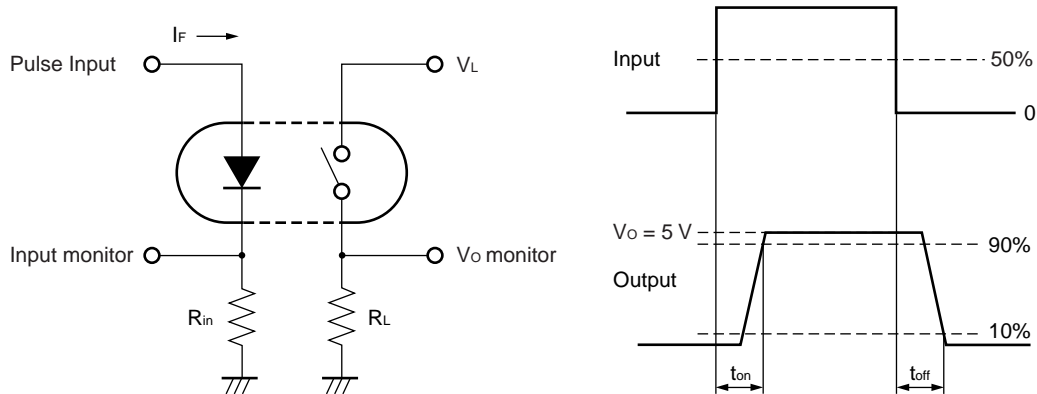 IF
Pulse Input
VL
Input monitor
VO monitor
Rin
RL
Input
50%
0
VO = 5 V
90%
Output
10%
ton
toff